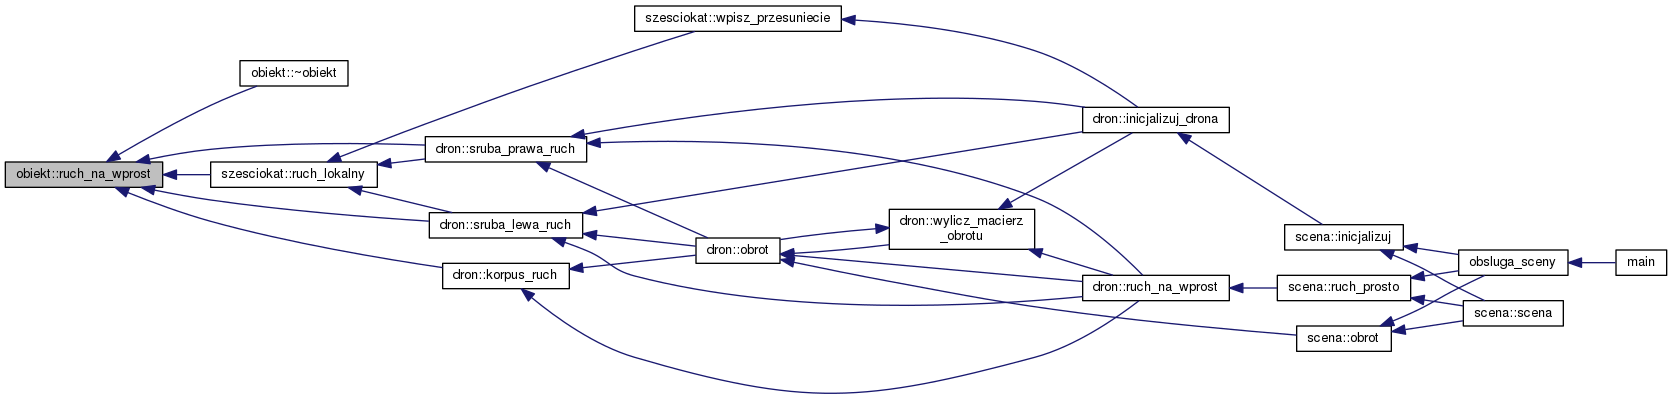 szesciokat::wpisz_przesuniecie
obiekt::~obiekt
dron::inicjalizuj_drona
dron::sruba_prawa_ruch
obiekt::ruch_na_wprost
szesciokat::ruch_lokalny
dron::sruba_lewa_ruch
dron::wylicz_macierz
_obrotu
scena::inicjalizuj
dron::obrot
obsluga_sceny
main
dron::korpus_ruch
dron::ruch_na_wprost
scena::ruch_prosto
scena::scena
scena::obrot